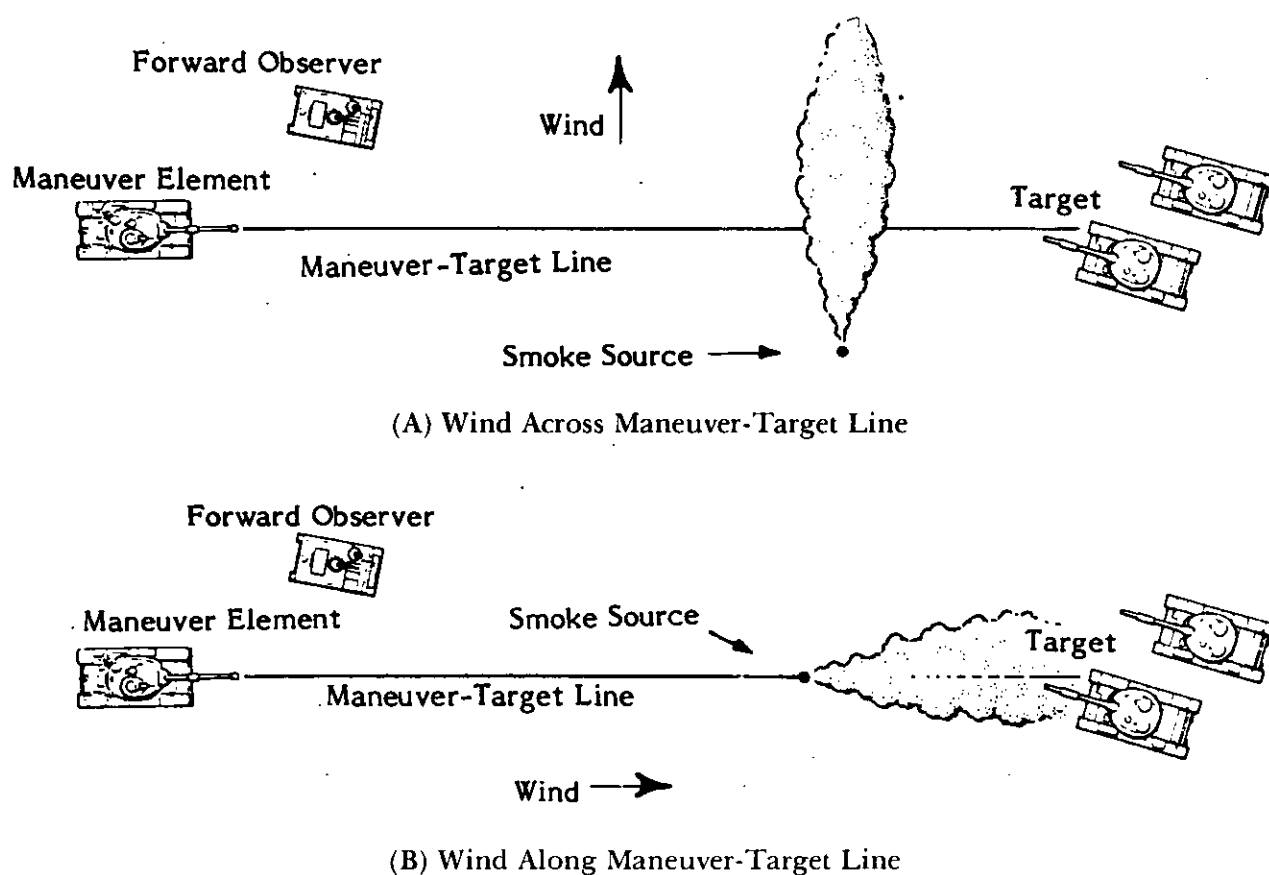 Forward Observer
Wind
Maneuver Element
Target
Maneuver-Target Line
Smoke Source
(A) Wind Across Maneuver-Target Line
Forward Observer
Maneuver Element
Smoke Source
Target
Maneuver-Target Line
Wind
(B) Wind Along Maneuver-Target Line